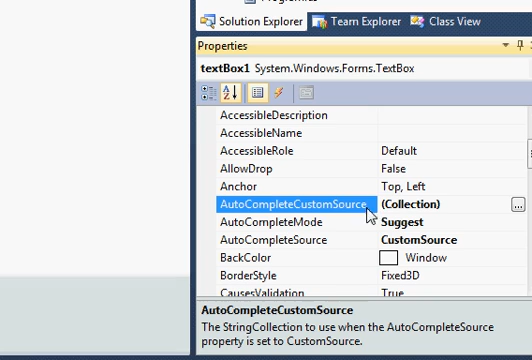 Solution Explorer Team Explorer Class View
Properties
textBox1 System.Windows.Forms.TextBox
AccessibleDescription
AccessibleName
AccessibleRole Default
AllowDrop False
Anchor Top, Left
AutoCompleteCustomSource (Collection) ...
AutoCompleteMode Suggest
AutoCompleteSource CustomSource
BackColor Window
BorderStyle Fixed3D
CausesValidation True
AutoCompleteCustomSource
The StringCollection to use when the AutoCompleteSource
property is set to CustomSource.